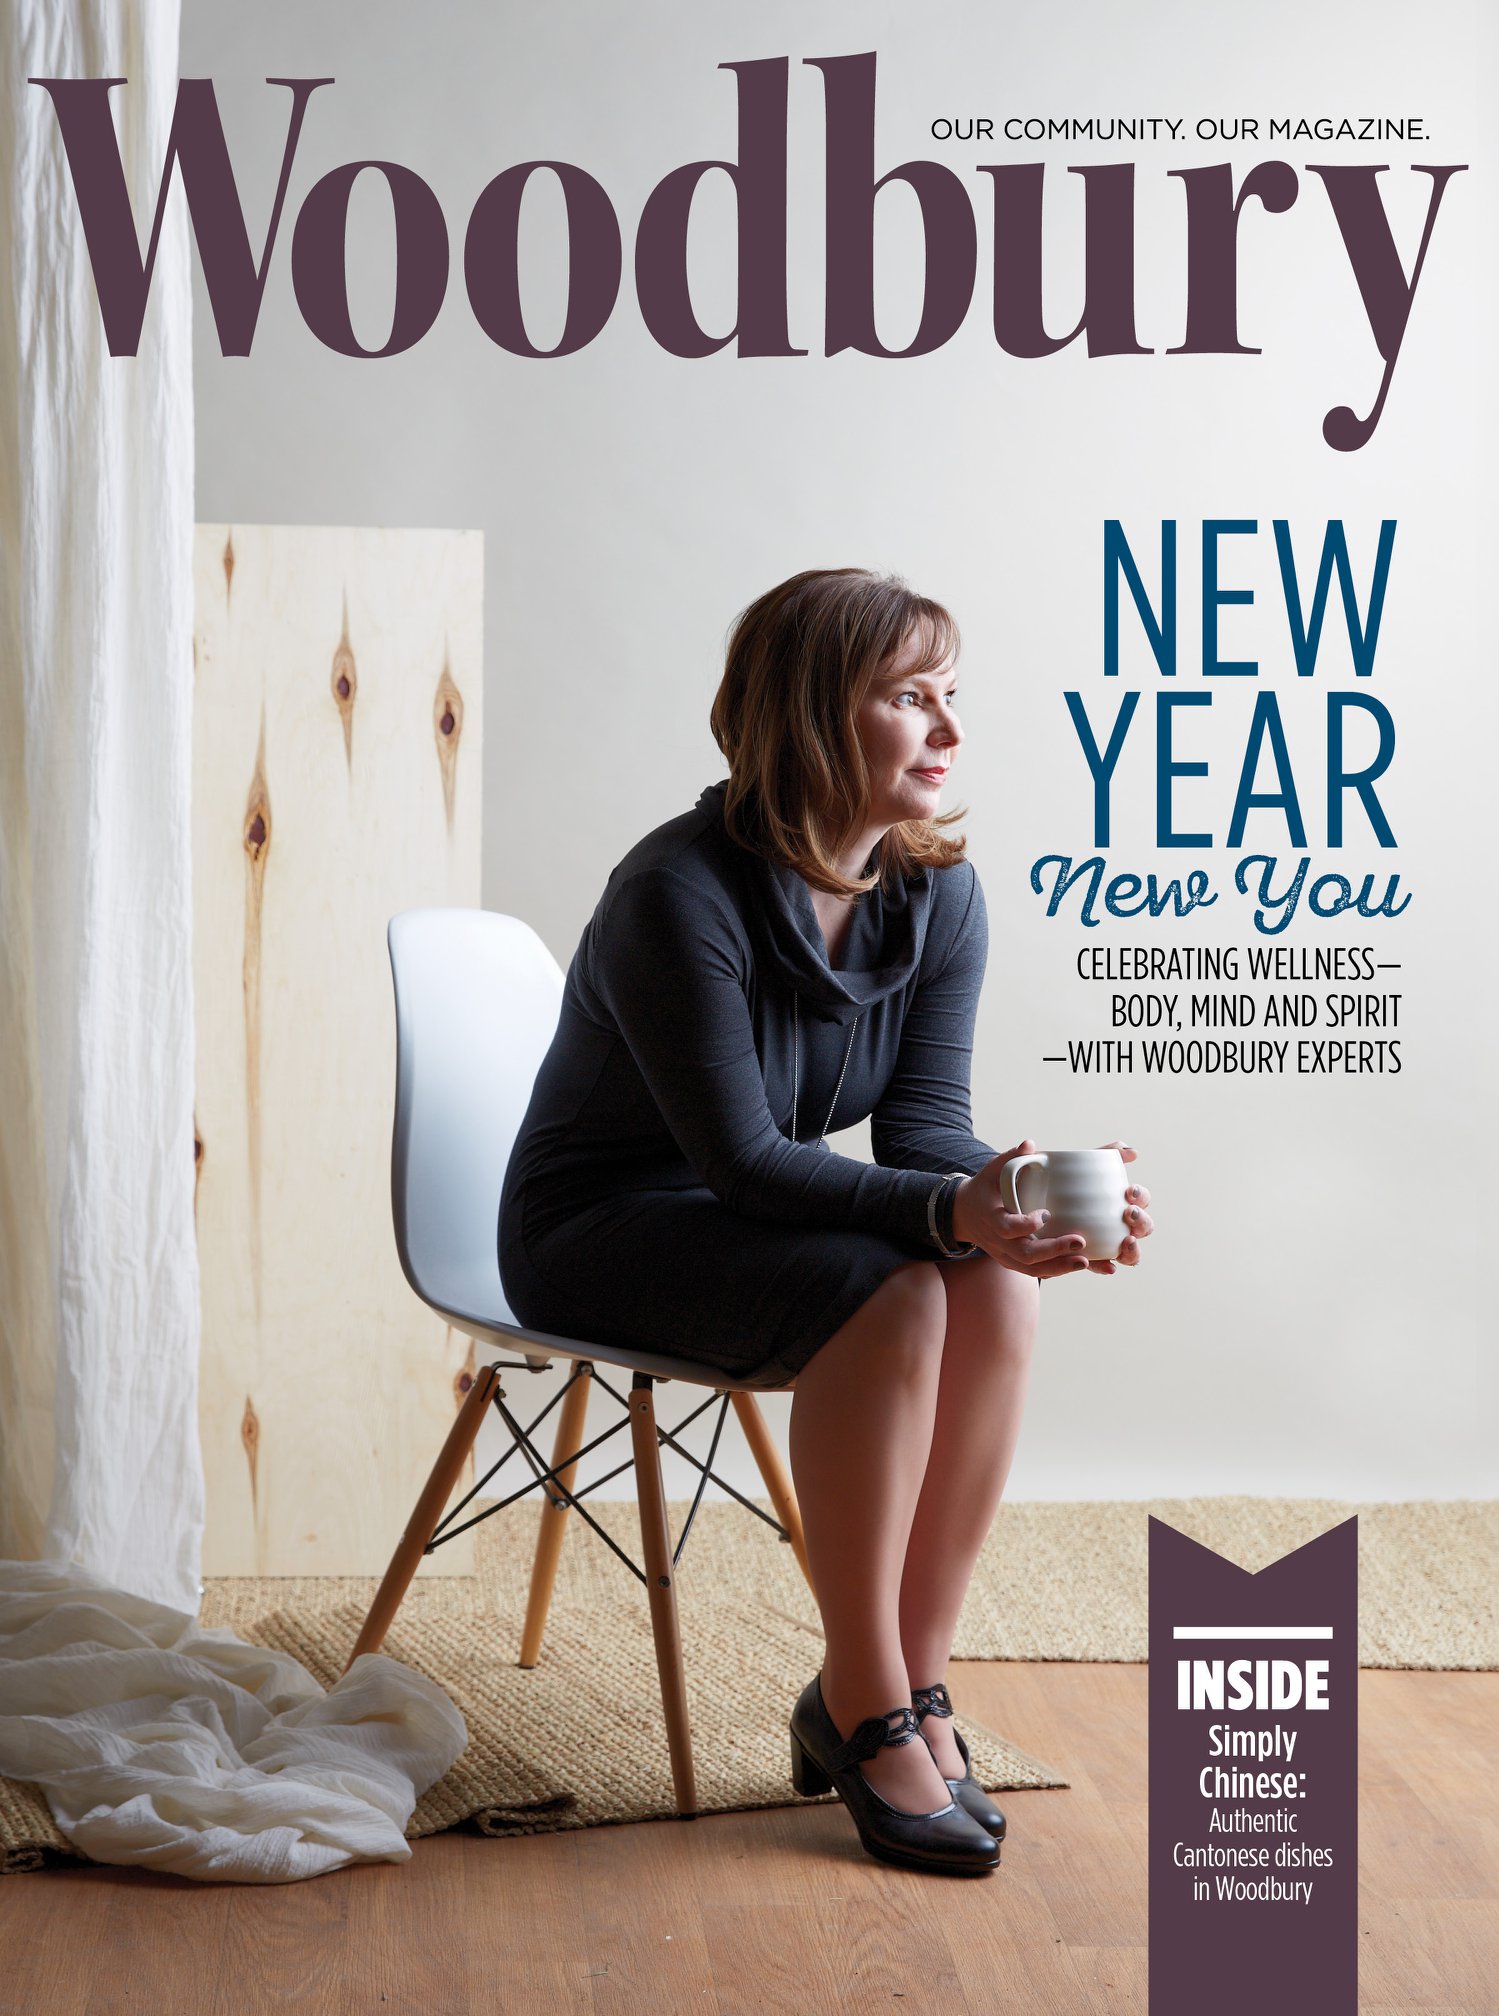 OUR COMMUNITY. OUR MAGAZINE.
Woodbury
NEW
YEAR
New You
CELEBRATING WELLNESS—
BODY, MIND AND SPIRIT
—WITH WOODBURY EXPERTS
INSIDE
Simply
Chinese:
Authentic
Cantonese dishes
in Woodbury